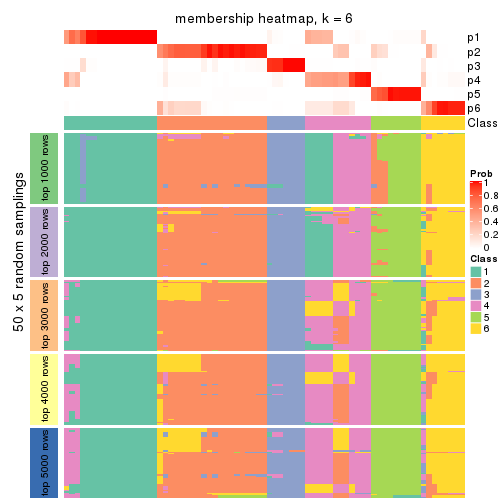 membership heatmap, k = 6
p1
p2
p3
p4
p5
p6
Class
50 x 5 random samplings
top 1000 rows
top 2000 rows
top 3000 rows
top 4000 rows
top 5000 rows
Prob
1
0.8
0.6
0.4
0.2
0
Class
1
2
3
4
5
6